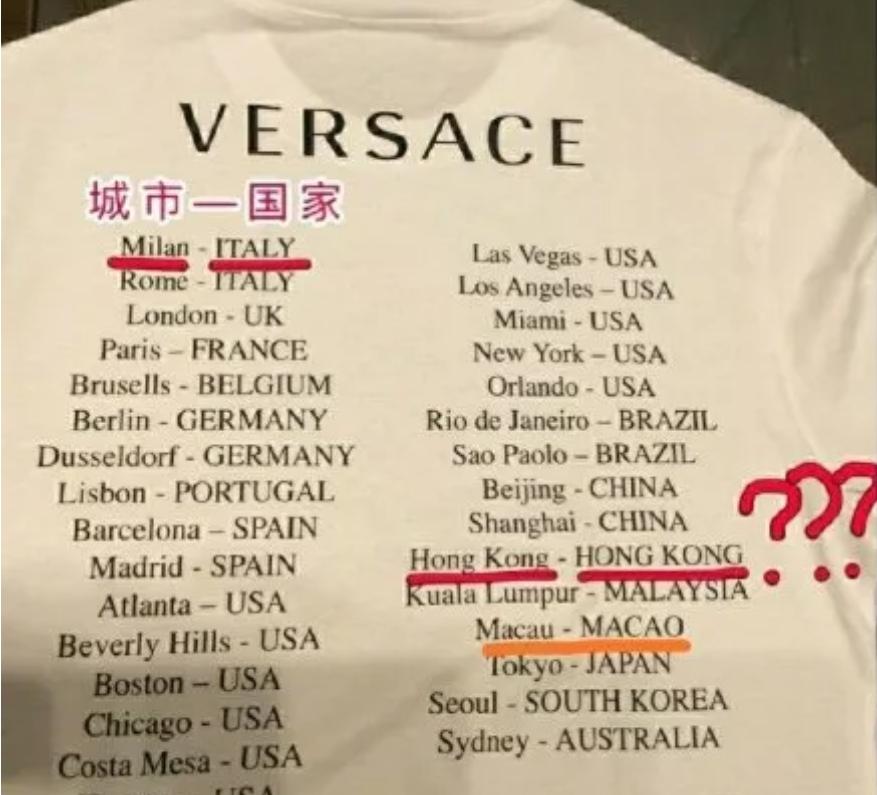 VERSACE
城市—国家
Milan - ITALY
Rome - ITALY
London - UK
Paris – FRANCE
Brusells - BELGIUM
Berlin - GERMANY
Dusseldorf - GERMANY
Lisbon - PORTUGAL
Barcelona – SPAIN
Madrid - SPAIN
Atlanta – USA
Beverly Hills - USA
Boston – USA
Chicago - USA
Costa Mesa - USA
USA
Las Vegas - USA
Los Angeles – USA
Miami - USA
New York – USA
Orlando - USA
Rio de Janeiro – BRAZIL
Sao Paolo – BRAZIL
Beijing - CHINA
Shanghai - CHINA
Hong Kong - HONG KONG
???
Kuala Lumpur - MALAYSIA
Macau - MACAO
Tokyo - JAPAN
Seoul - SOUTH KOREA
Sydney - AUSTRALIA